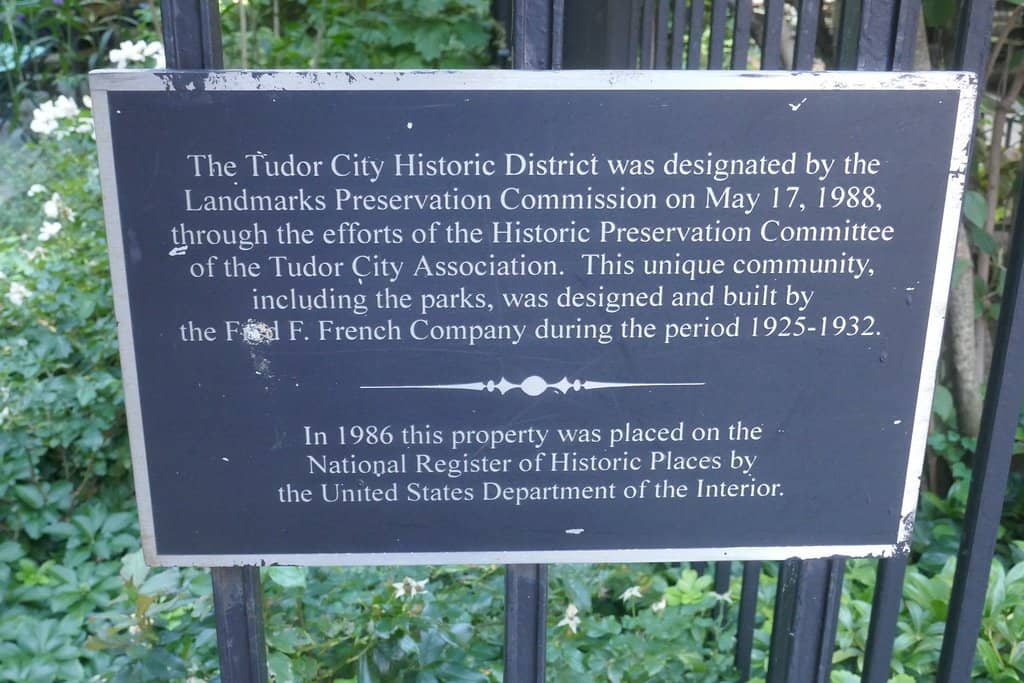 The Tudor City Historic District was designated by the
Landmarks Preservation Commission on May 17, 1988,
through the efforts of the Historic Preservation Committee
of the Tudor City Association. This unique community,
including the parks, was designed and built by
the Fred F. French Company during the period 1925-1932.
In 1986 this property was placed on the
National Register of Historic Places by
the United States Department of the Interior.